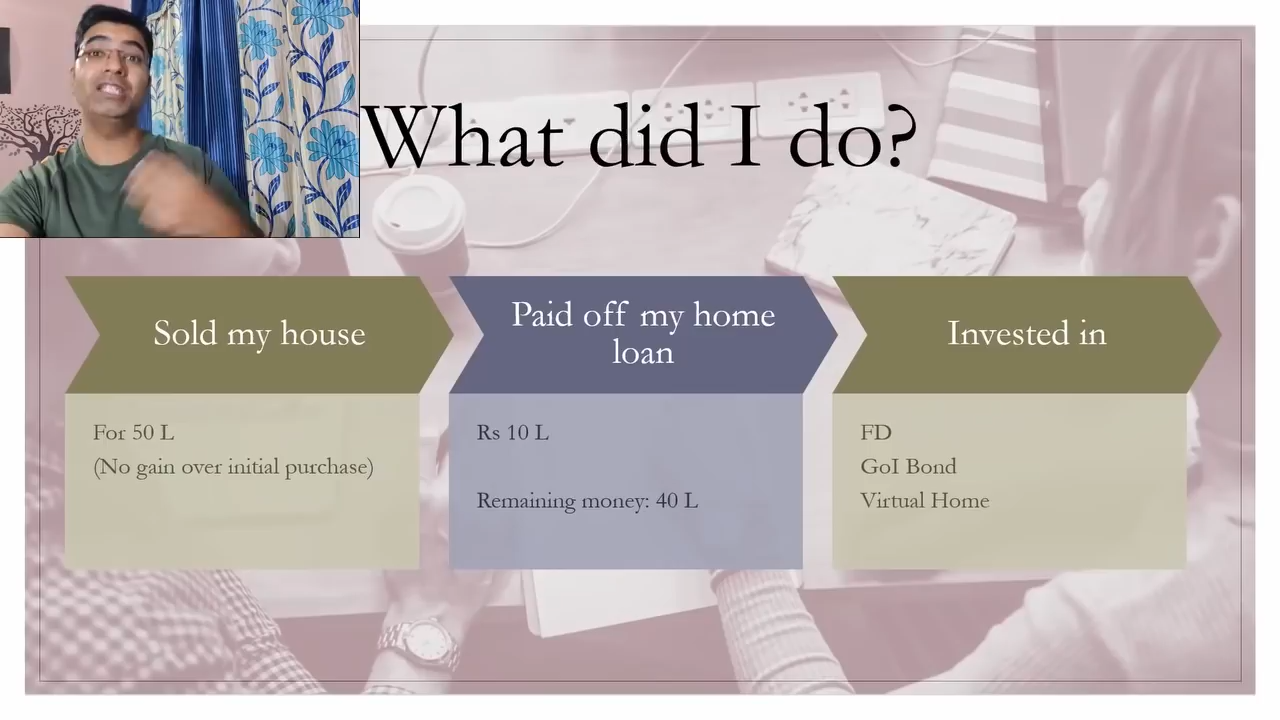 What did I do?
Sold my house
For 50 L
(No gain over initial purchase)
Paid off my home
loan
Rs 10 L
Remaining money: 40 L
Invested in
FD
GoI Bond
Virtual Home